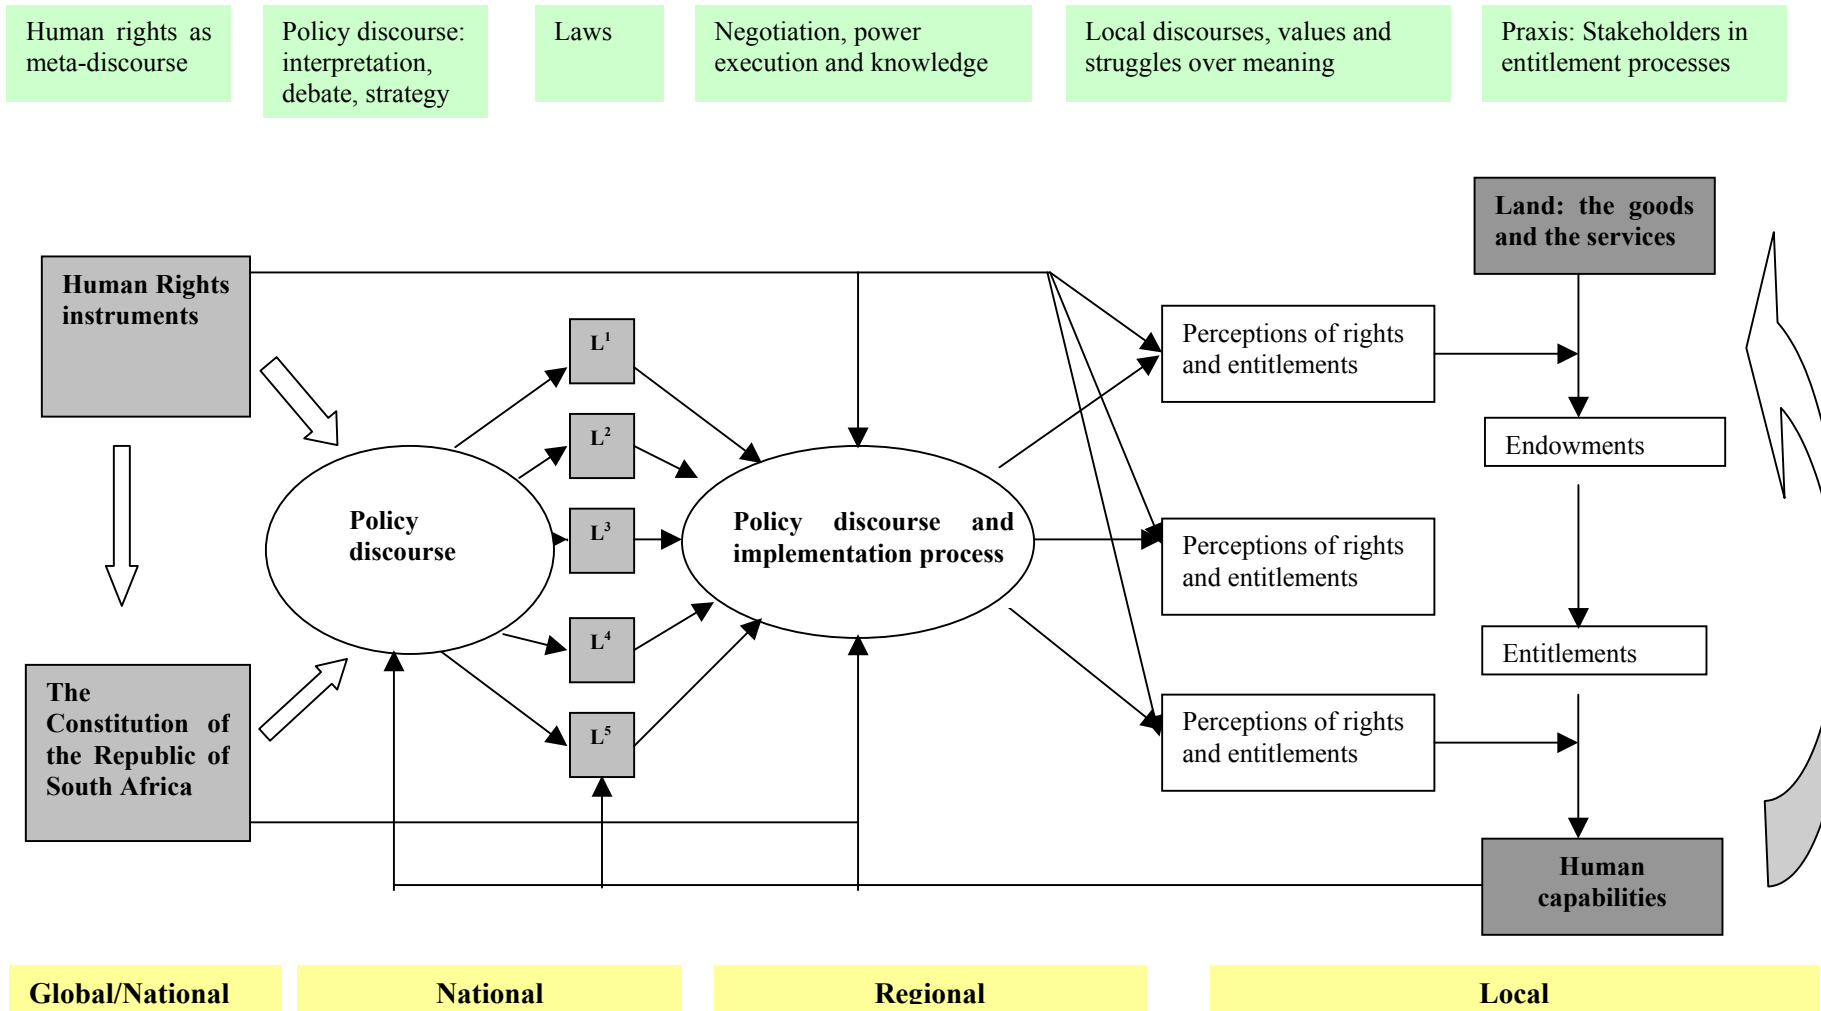 Human rights as
meta-discourse
Policy discourse:
interpretation,
debate, strategy
Laws
Negotiation, power
execution and knowledge
Local discourses, values and
struggles over meaning
Praxis: Stakeholders in
entitlement processes
Land: the goods
and the services
Human Rights
instruments
L¹
Perceptions of rights
and entitlements
L²
Endowments
Policy
discourse
L³
Policy discourse and
implementation process
Perceptions of rights
and entitlements
L⁴
Entitlements
The
Constitution of
the Republic of
South Africa
L⁵
Perceptions of rights
and entitlements
Human
capabilities
Global/National
National
Regional
Local